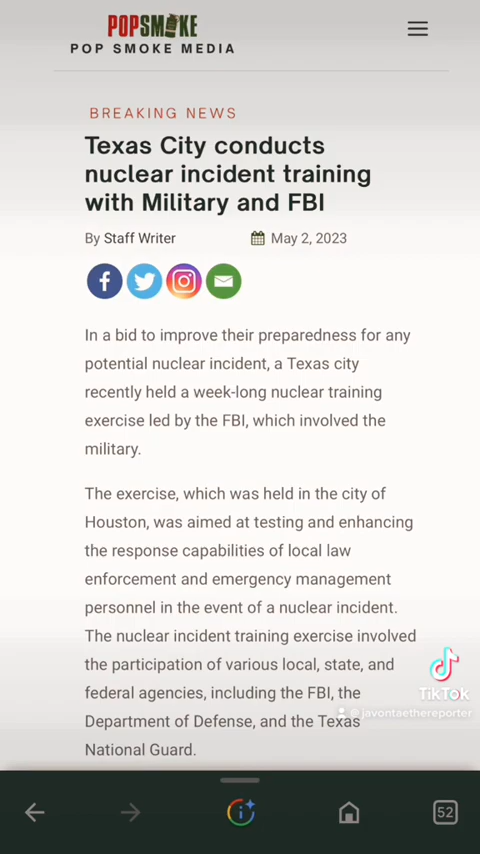 POPSMOKE
POP SMOKE MEDIA
BREAKING NEWS
Texas City conducts
nuclear incident training
with Military and FBI
By Staff Writer
May 2, 2023
In a bid to improve their preparedness for any
potential nuclear incident, a Texas city
recently held a week-long nuclear training
exercise led by the FBI, which involved the
military.
The exercise, which was held in the city of
Houston, was aimed at testing and enhancing
the response capabilities of local law
enforcement and emergency management
personnel in the event of a nuclear incident.
The nuclear incident training exercise involved
the participation of various local, state, and
federal agencies, including the FBI, the
Department of Defense, and the Texas
National Guard.
TikTok
@javontaethereporter
52